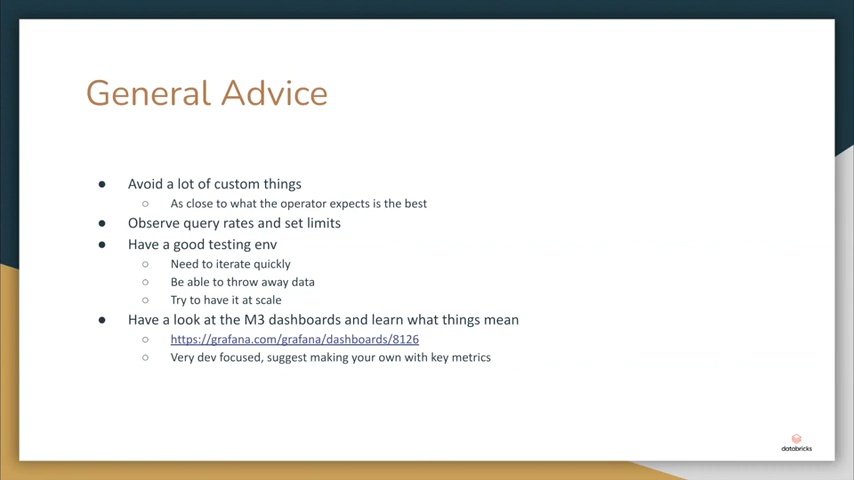 General Advice
● Avoid a lot of custom things
○ As close to what the operator expects is the best
● Observe query rates and set limits
● Have a good testing env
○ Need to iterate quickly
○ Be able to throw away data
○ Try to have it at scale
● Have a look at the M3 dashboards and learn what things mean
○ https://grafana.com/grafana/dashboards/8126
○ Very dev focused, suggest making your own with key metrics
databricks